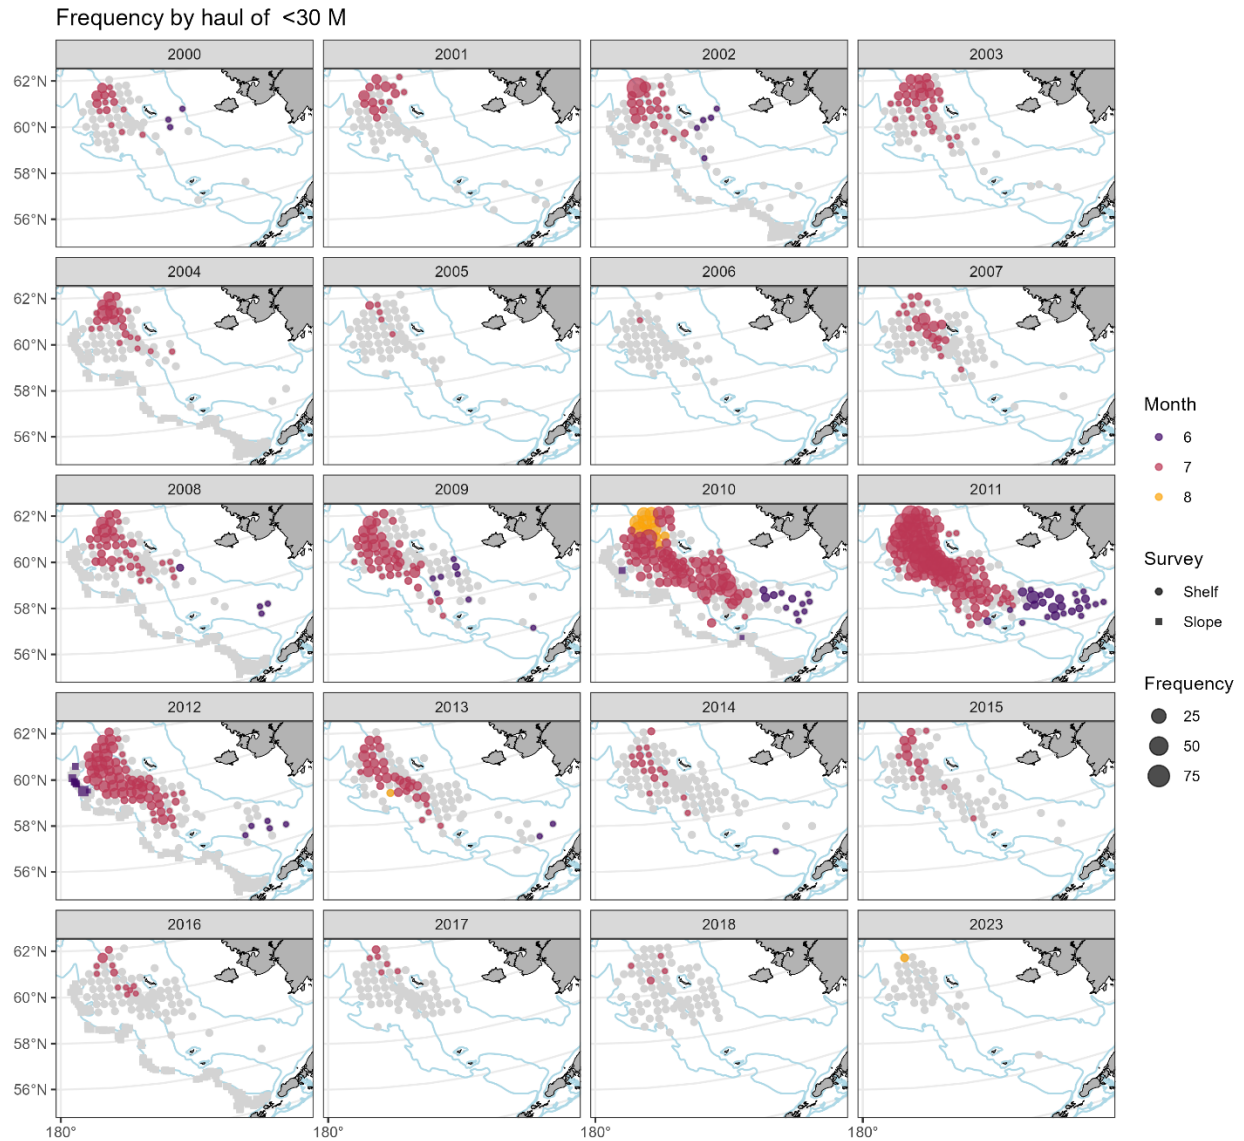 Frequency by haul of <30 M
2000 2001 2002 2003
62°N
60°N
58°N
56°N
2004 2005 2006 2007
62°N
60°N
58°N
56°N
2008 2009 2010 2011
62°N
60°N
58°N
56°N
2012 2013 2014 2015
62°N
60°N
58°N
56°N
2016 2017 2018 2023
62°N
60°N
58°N
56°N
180° 180° 180° 180°
Month
6
7
8
Survey
Shelf
Slope
Frequency
25
50
75